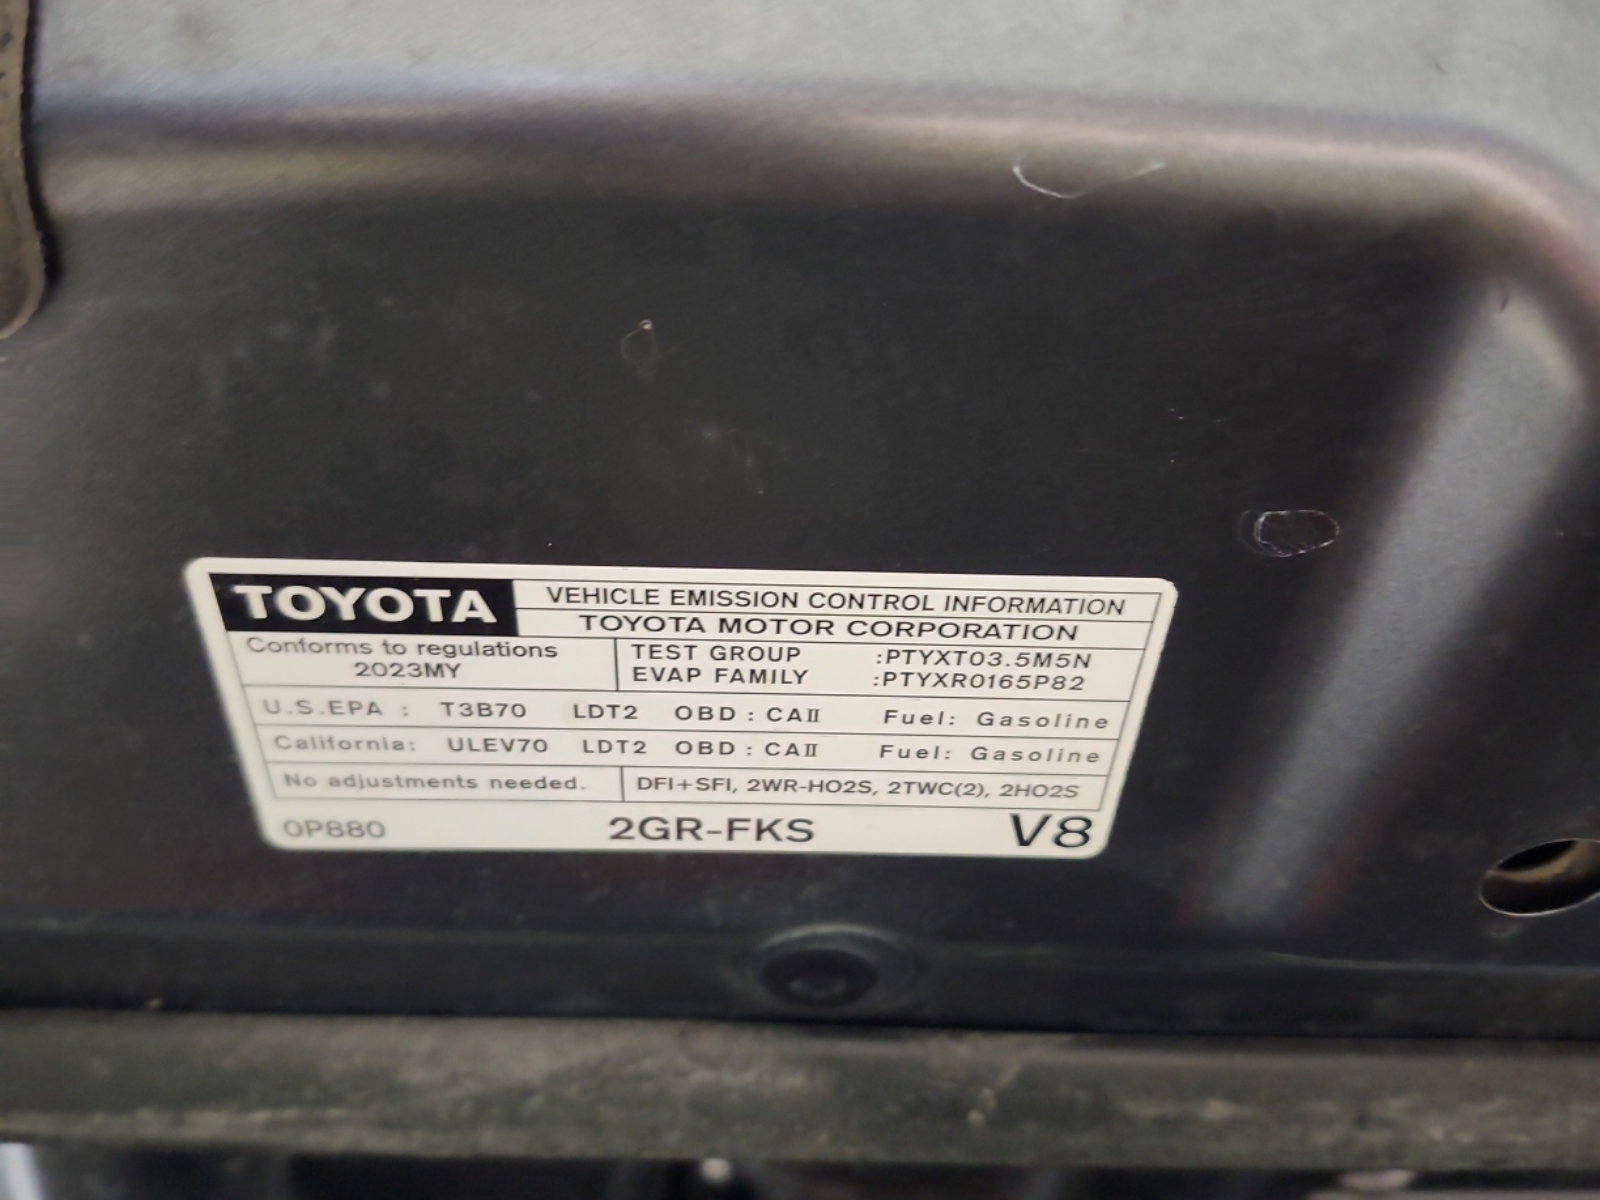 TOYOTA VEHICLE EMISSION CONTROL INFORMATION
TOYOTA MOTOR CORPORATION
Conforms to regulations
2023MY
TEST GROUP :PTYXT03.5M5N
EVAP FAMILY :PTYXR0165P82
U.S.EPA : T3B70 LDT2 OBD : CAⅡ Fuel: Gasoline
California: ULEV70 LDT2 OBD : CAⅡ Fuel: Gasoline
No adjustments needed. DFI+SFI, 2WR-HO2S, 2TWC(2), 2HO2S
0P880 2GR-FKS V8